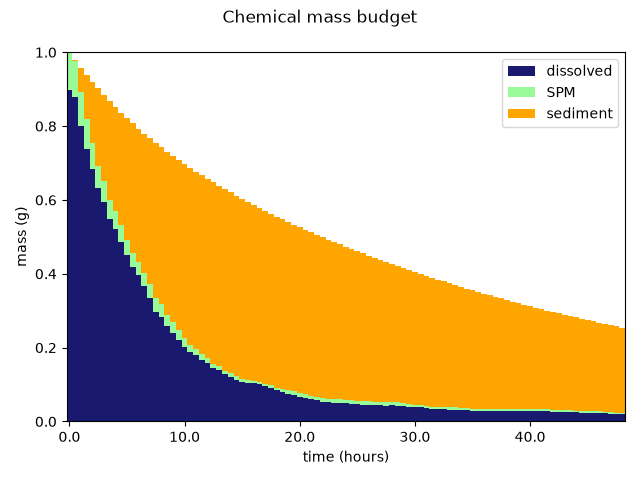 Chemical mass budget
mass (g)
1.0
0.8
0.6
0.4
0.2
0.0
dissolved
SPM
sediment
0.0 10.0 20.0 30.0 40.0
time (hours)